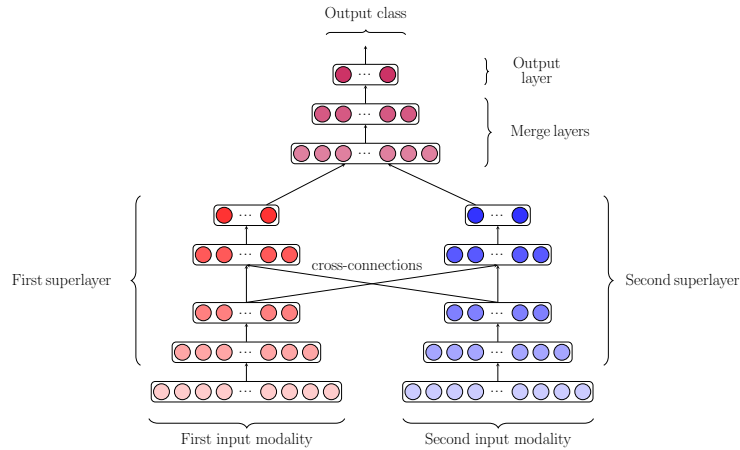 Output class
Output
layer
Merge layers
cross-connections
First superlayer
Second superlayer
First input modality
Second input modality